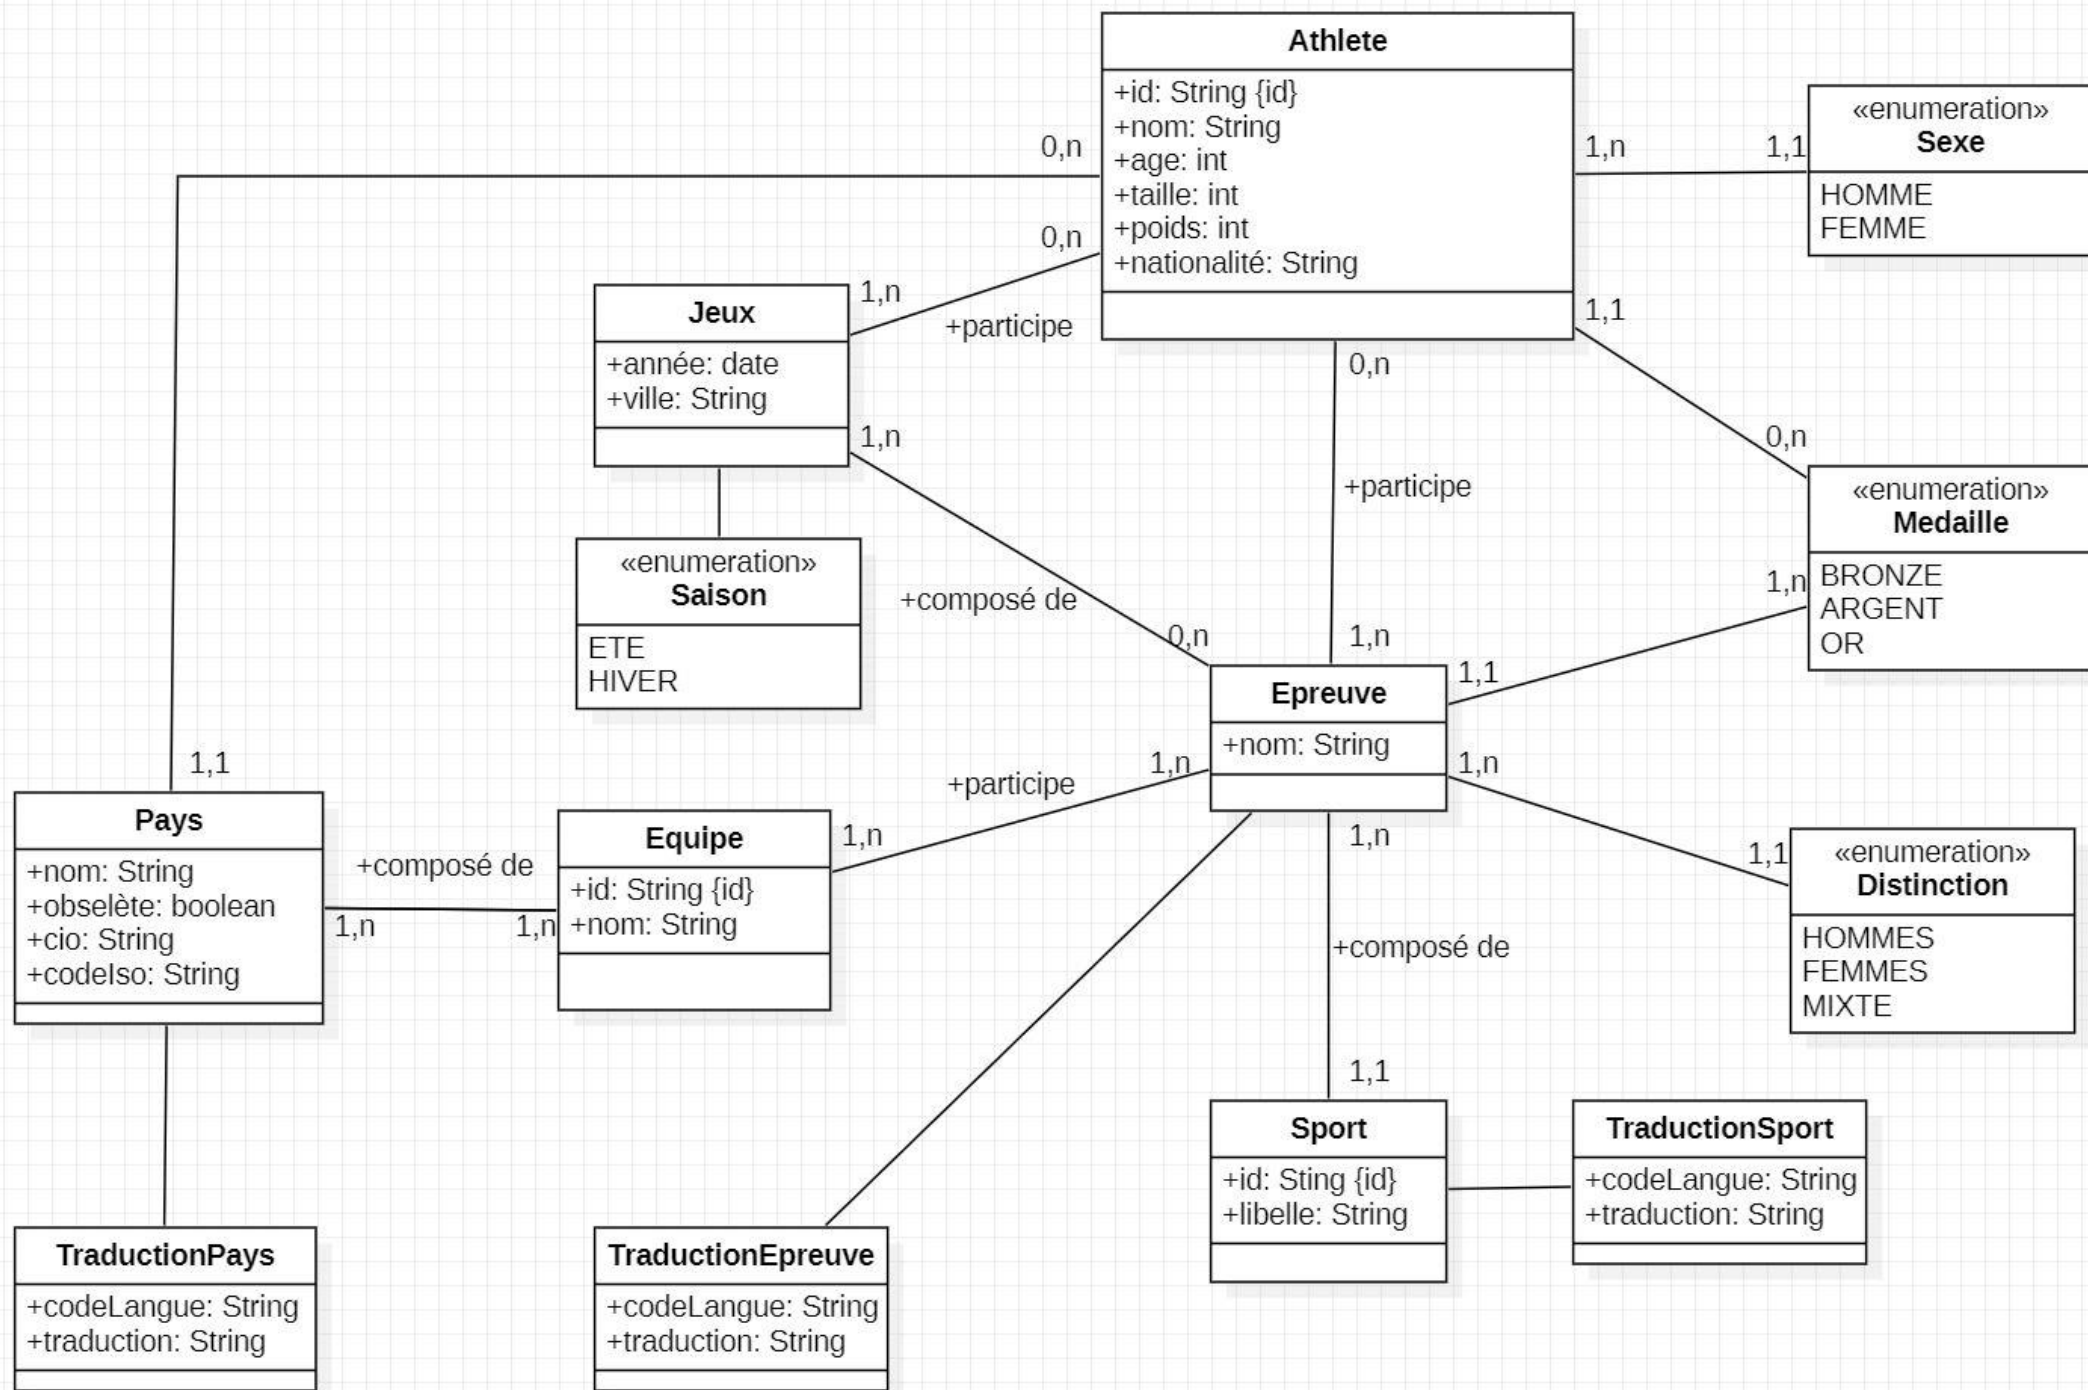 Athlete
+id: String {id}
+nom: String
+age: int
+taille: int
+poids: int
+nationalité: String
«enumeration»
Sexe
HOMME
FEMME
1,n
1,1
0,n
0,n
1,n
+participe
Jeux
+année: date
+ville: String
1,n
1,1
0,n
0,n
+participe
1,n
«enumeration»
Medaille
BRONZE
ARGENT
OR
1,n
1,1
«enumeration»
Saison
ETE
HIVER
+composé de
0,n
Epreuve
+nom: String
1,n
1,n
+participe
1,n
1,n
1,1
«enumeration»
Distinction
HOMMES
FEMMES
MIXTE
1,1
Pays
+nom: String
+obselète: boolean
+cio: String
+codeIso: String
+composé de
1,n
1,n
Equipe
+id: String {id}
+nom: String
+composé de
1,1
Sport
+id: Sting {id}
+libelle: String
TraductionSport
+codeLangue: String
+traduction: String
TraductionPays
+codeLangue: String
+traduction: String
TraductionEpreuve
+codeLangue: String
+traduction: String